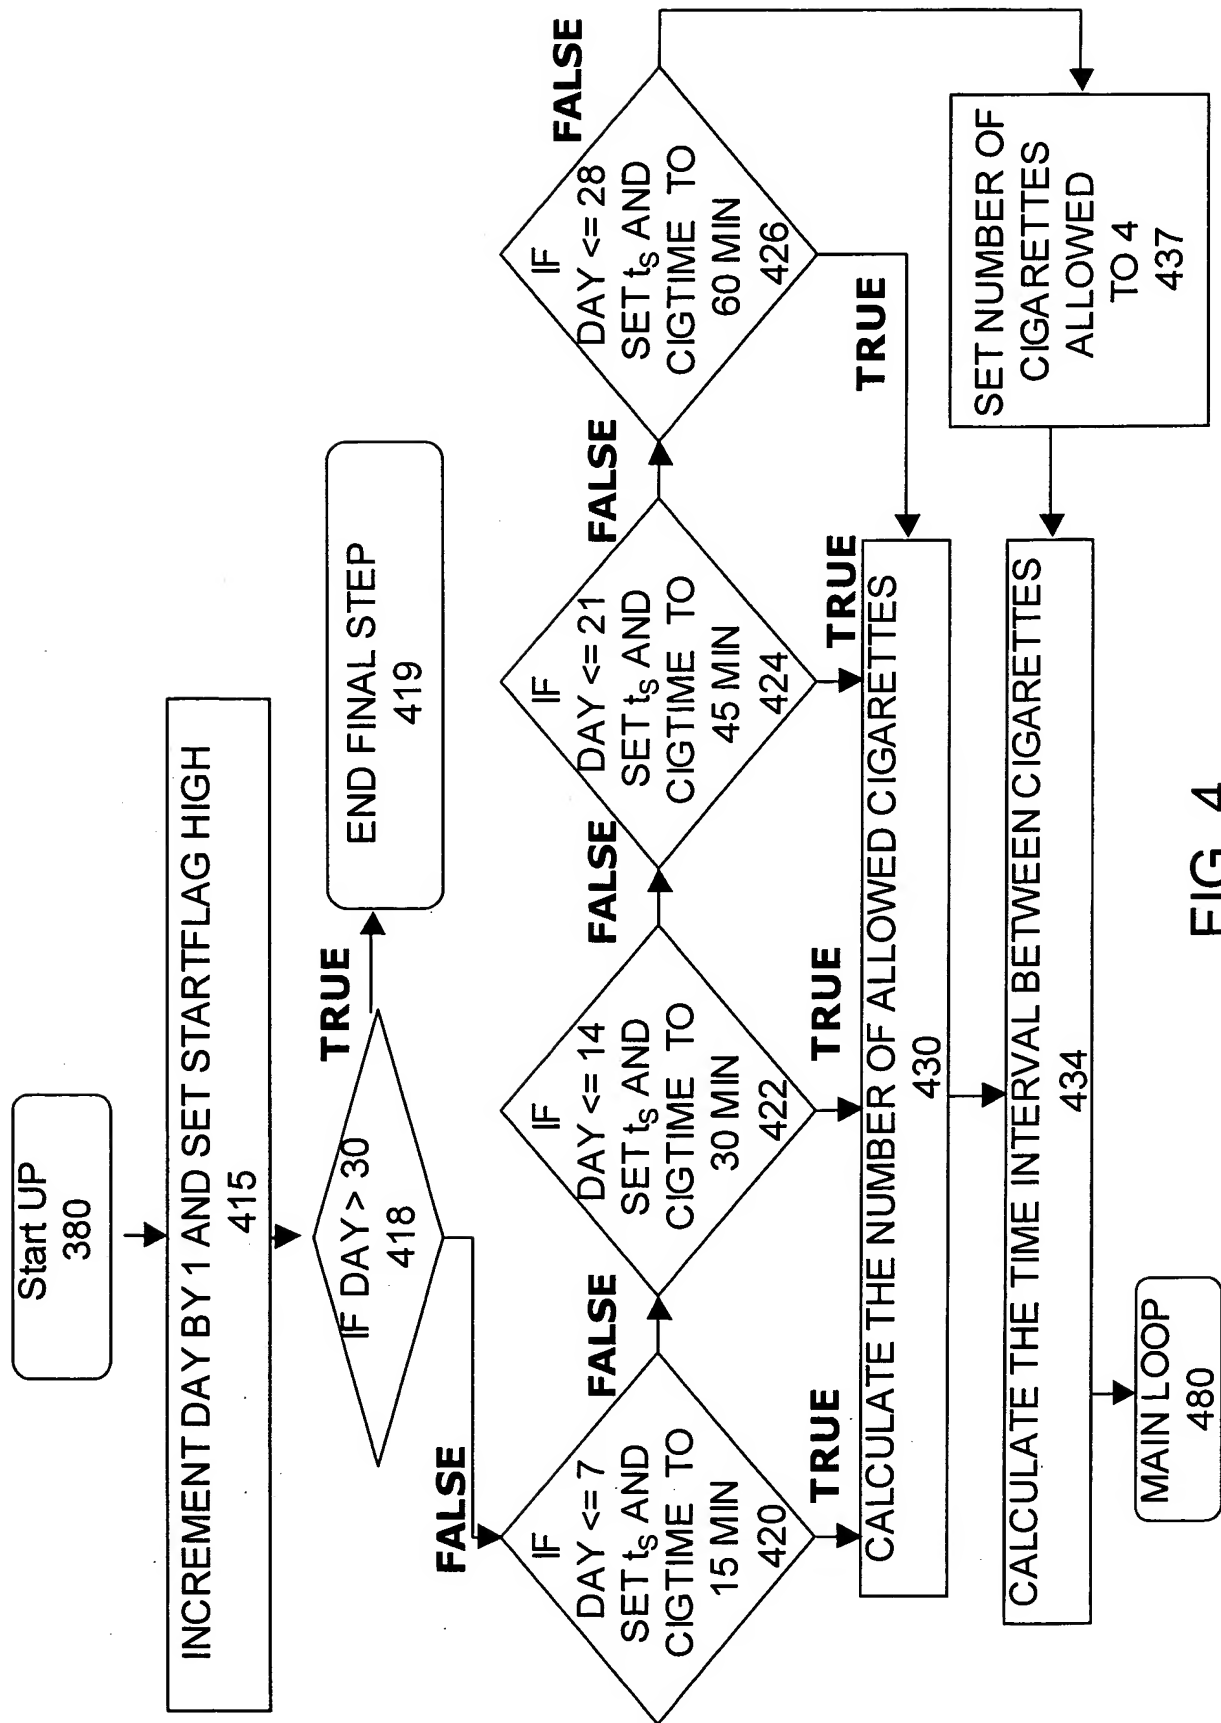 Start UP
380
INCREMENT DAY BY 1 AND SET STARTFLAG HIGH
415
IF DAY > 30
418
TRUE
END FINAL STEP
419
FALSE
IF
DAY <= 7
SET tS AND
CIGTIME TO
15 MIN
420
FALSE
IF
DAY <= 14
SET tS AND
CIGTIME TO
30 MIN
422
FALSE
IF
DAY <= 21
SET tS AND
CIGTIME TO
45 MIN
424
FALSE
IF
DAY <= 28
SET tS AND
CIGTIME TO
60 MIN
426
FALSE
TRUE
TRUE
TRUE
TRUE
CALCULATE THE NUMBER OF ALLOWED CIGARETTES
430
SET NUMBER OF
CIGARETTES
ALLOWED
TO 4
437
CALCULATE THE TIME INTERVAL BETWEEN CIGARETTES
434
MAIN LOOP
480
FIG. 4